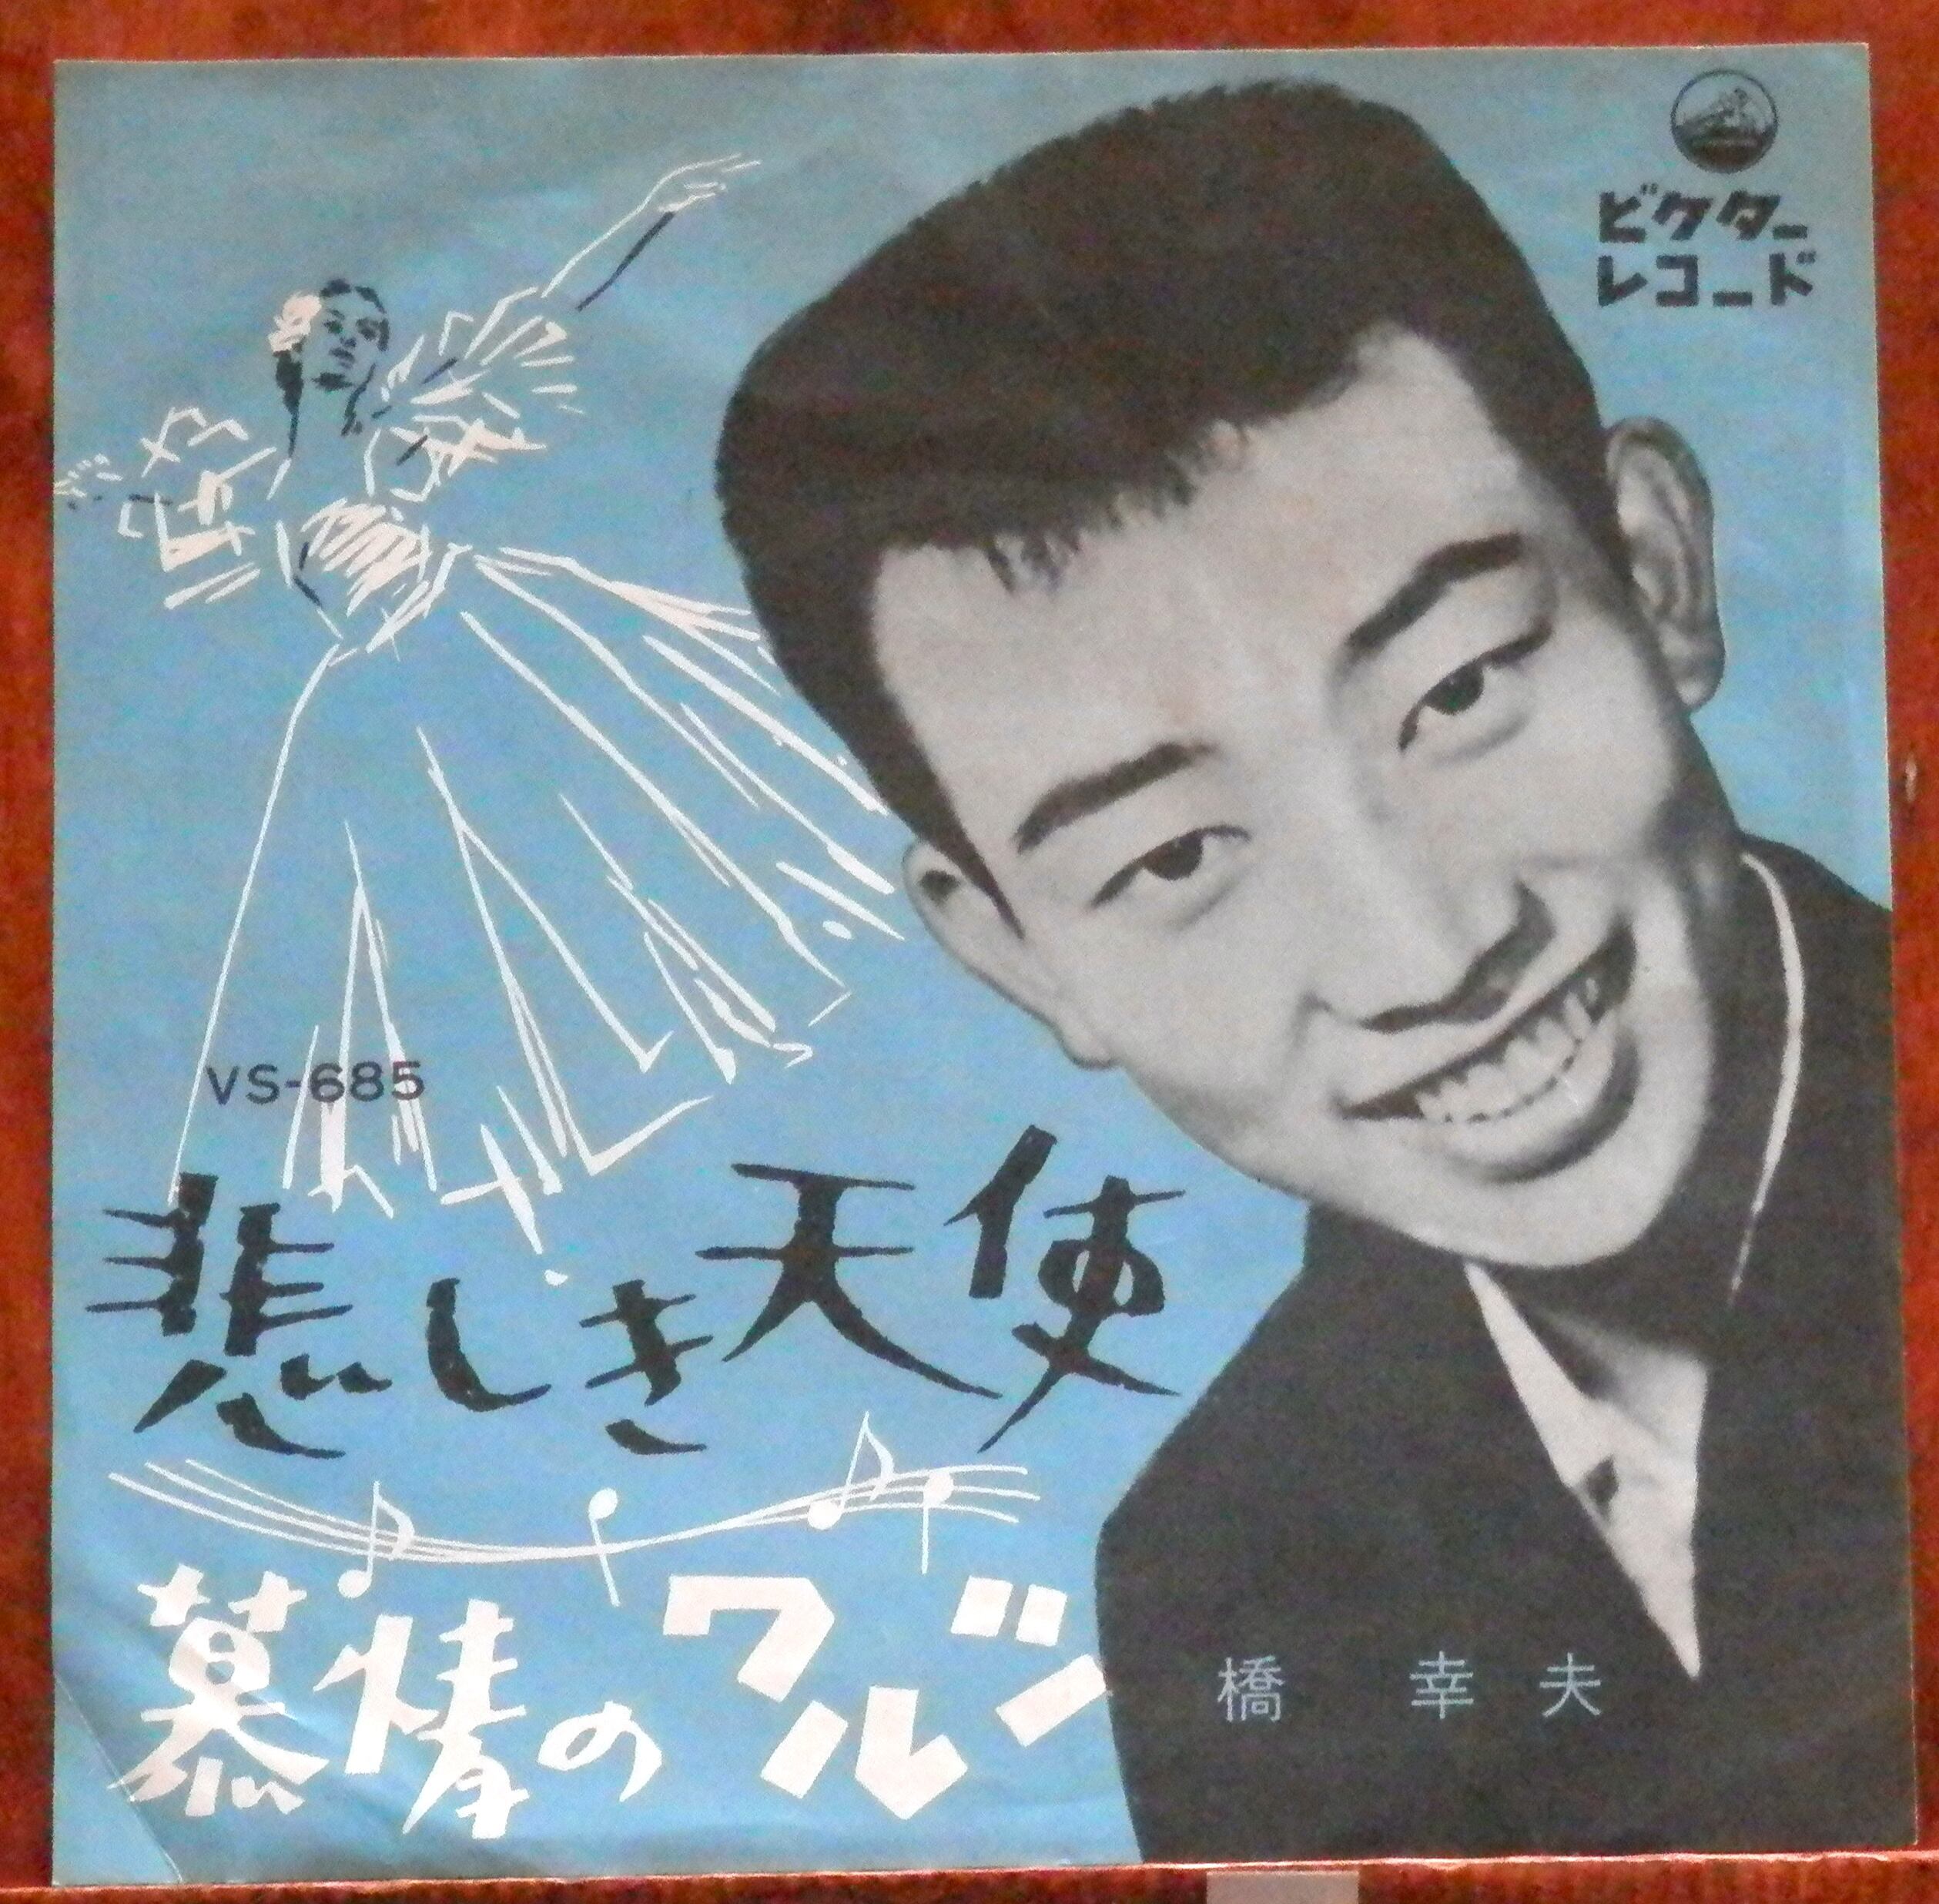 ビクター
レコード
VS-685
悲しき天使
慕情のワルツ
橋 幸夫